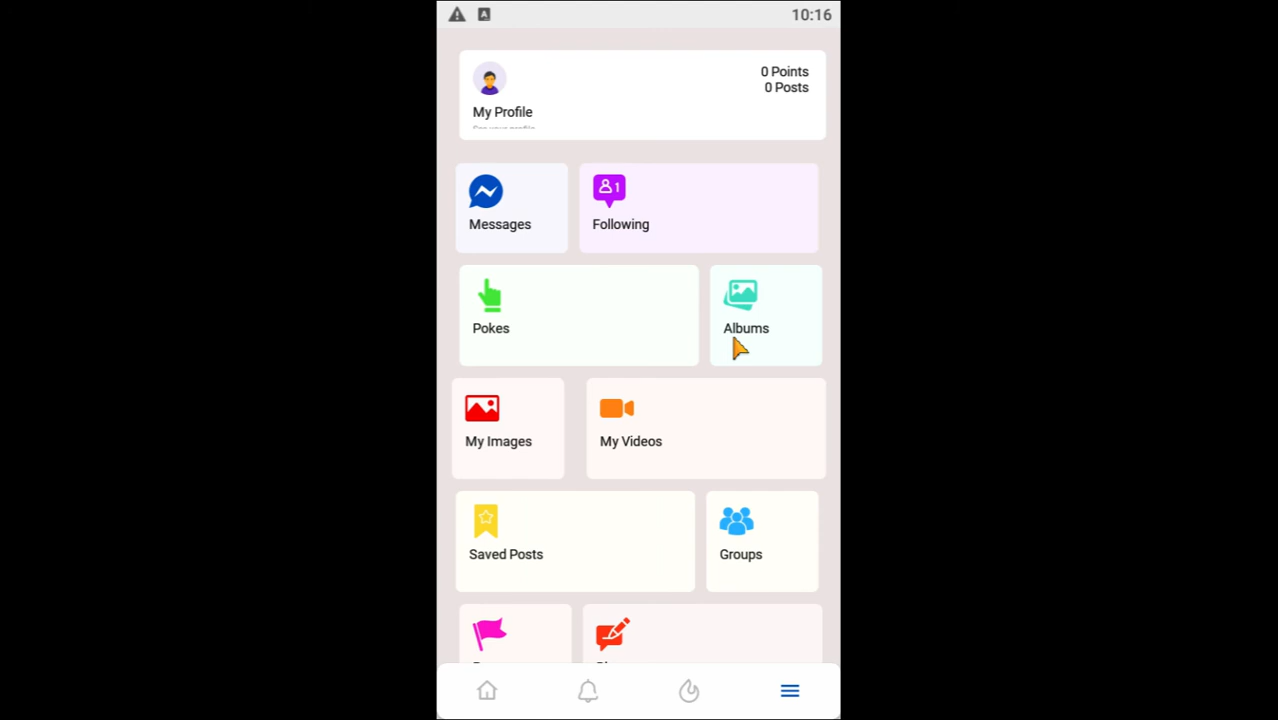 10:16
0 Points
0 Posts
My Profile
Messages
1
Following
Pokes
Albums
My Images
My Videos
Saved Posts
Groups